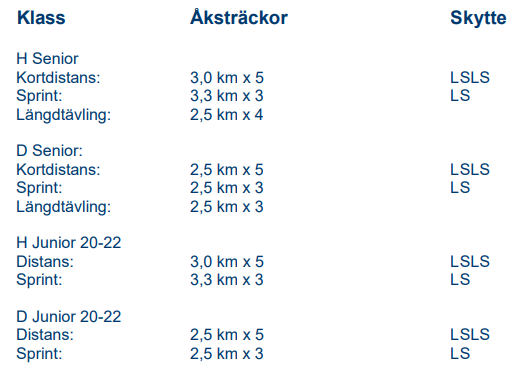 Klass Åksträckor Skytte
H Senior
Kortdistans: 3,0 km x 5 LSLS
Sprint: 3,3 km x 3 LS
Längdtävling: 2,5 km x 4
D Senior:
Kortdistans: 2,5 km x 5 LSLS
Sprint: 2,5 km x 3 LS
Längdtävling: 2,5 km x 3
H Junior 20-22
Distans: 3,0 km x 5 LSLS
Sprint: 3,3 km x 3 LS
D Junior 20-22
Distans: 2,5 km x 5 LSLS
Sprint: 2,5 km x 3 LS